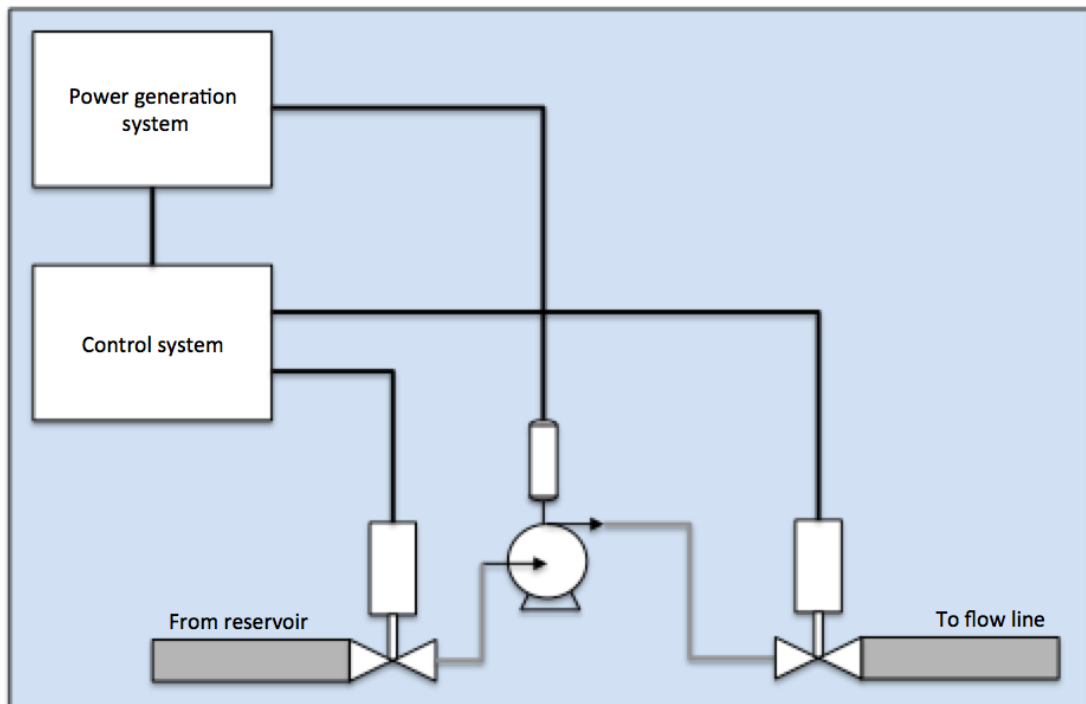 Power generation
system
Control system
From reservoir
To flow line